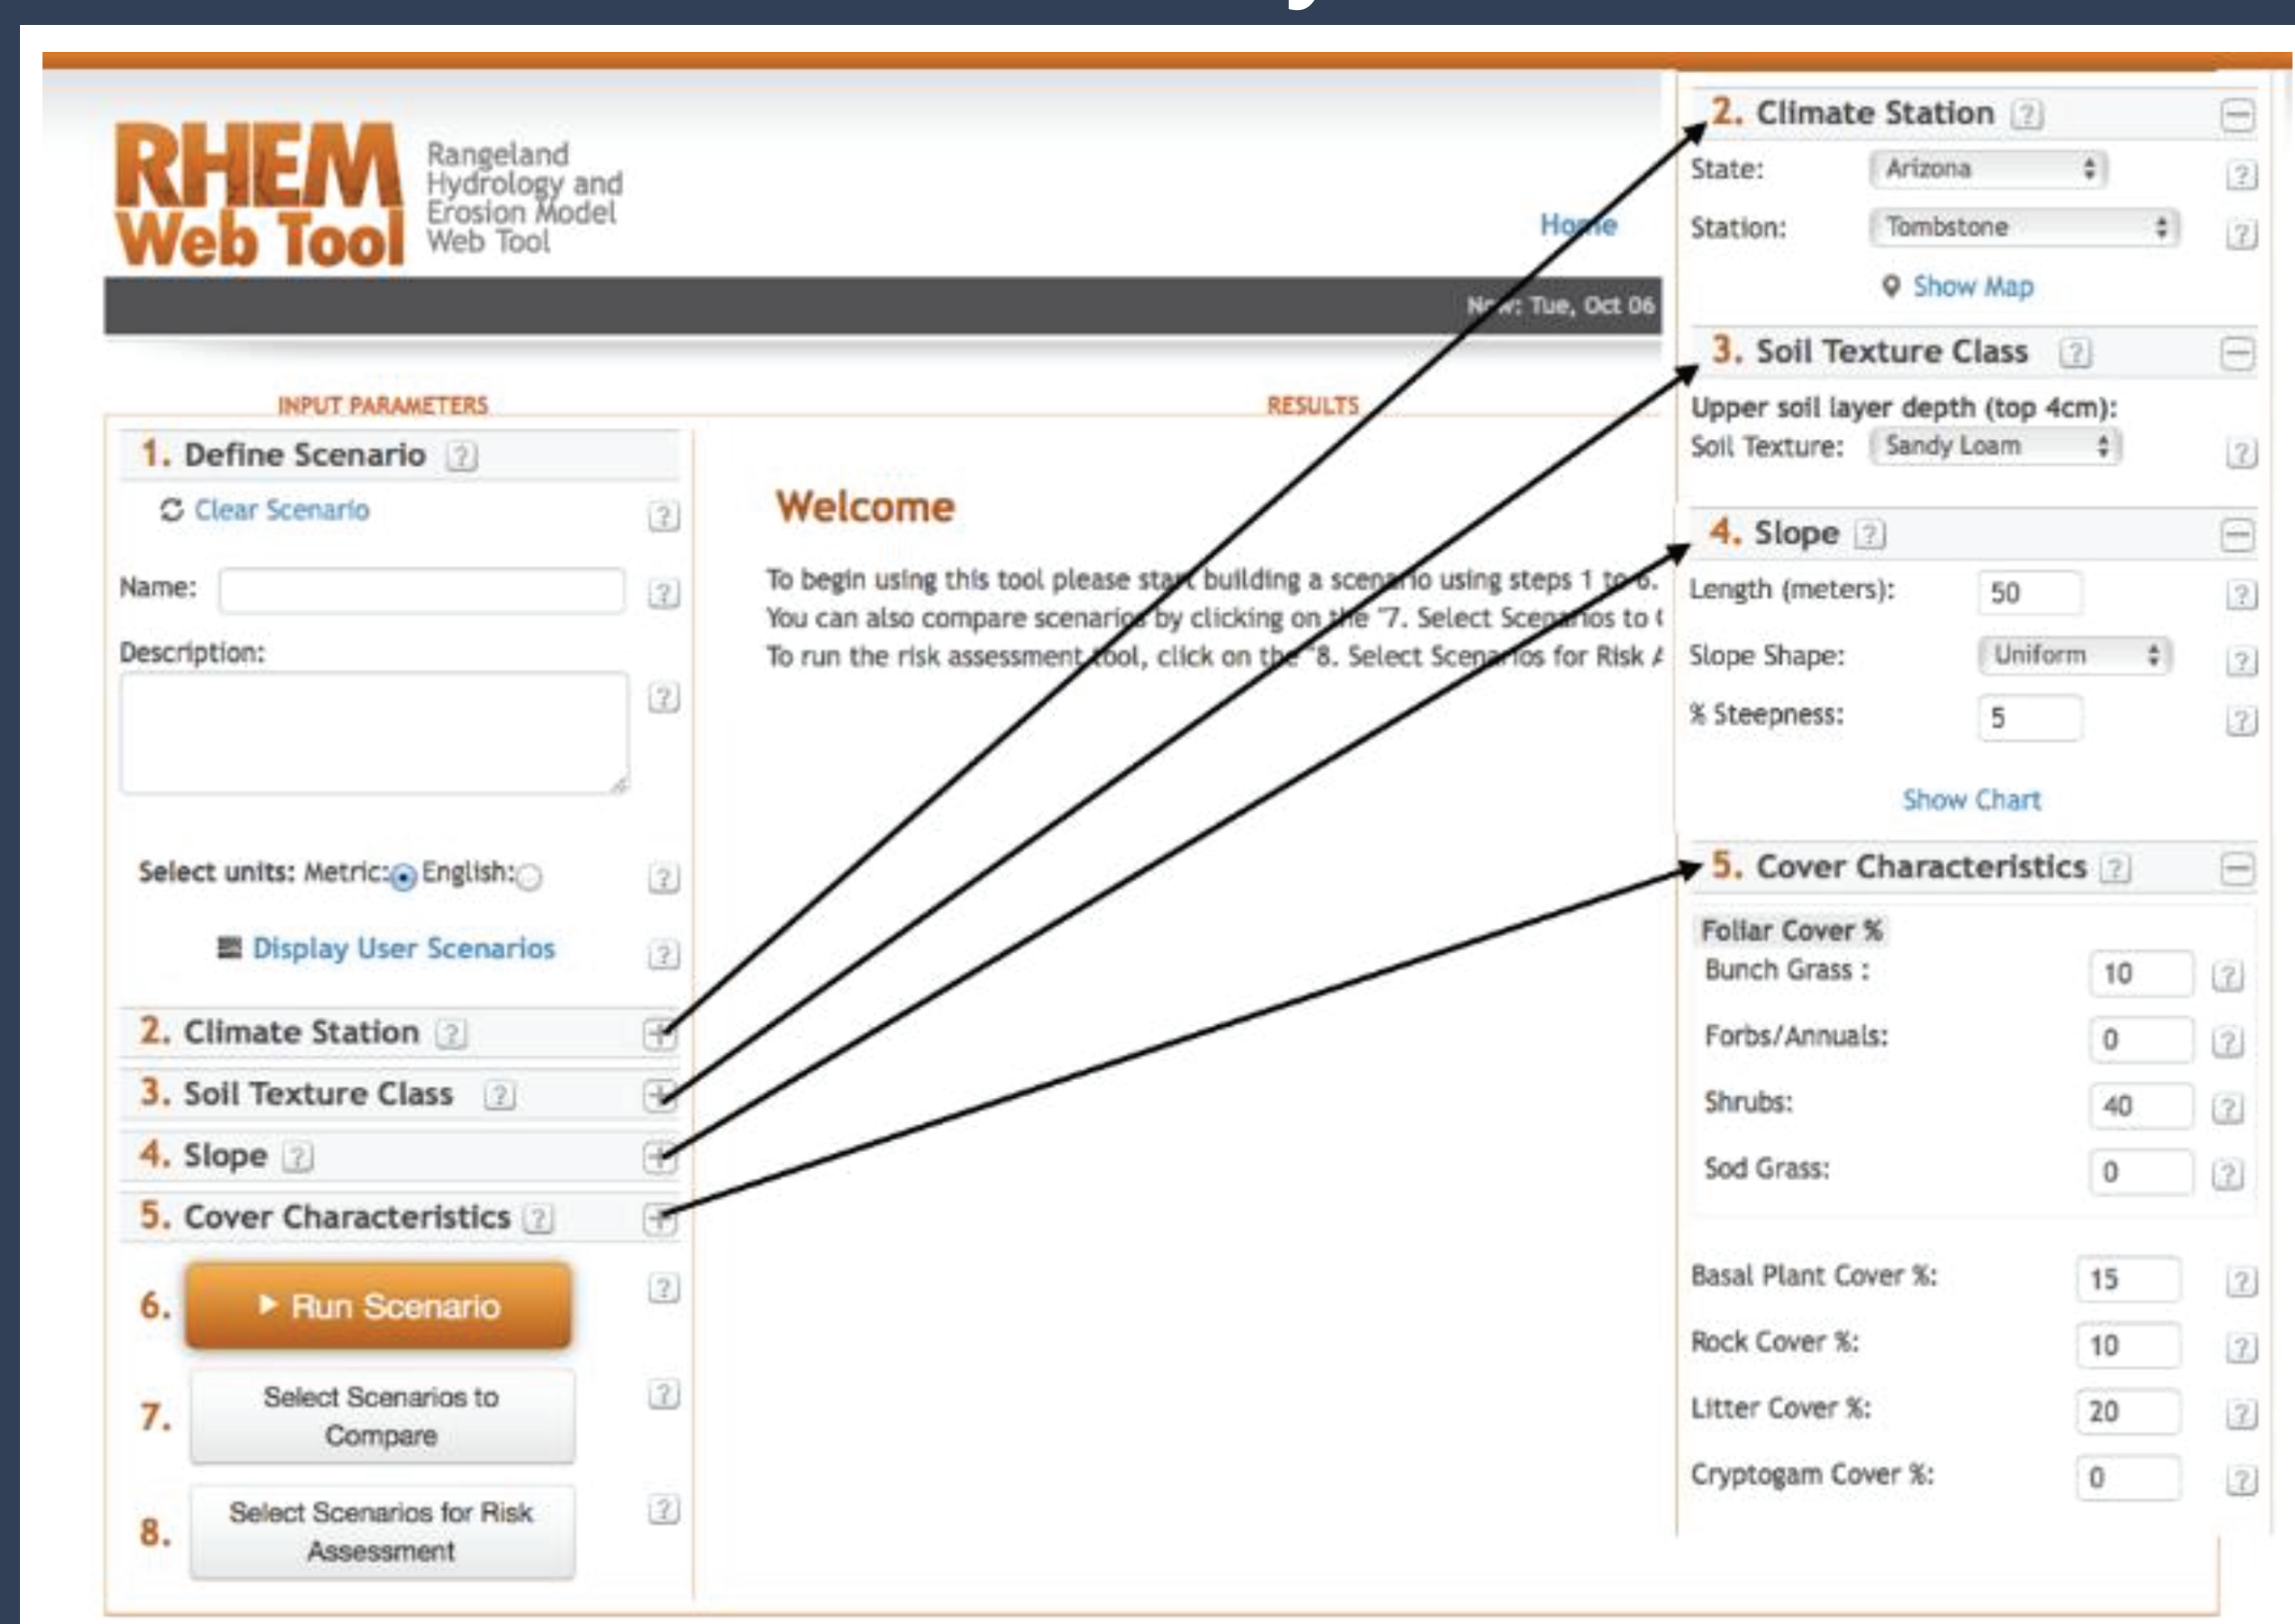 RHEM
Web Tool
Rangeland
Hydrology and
Erosion Model
Web Tool
Home
Now: Tue, Oct 06
INPUT PARAMETERS
RESULTS
1. Define Scenario ?
Clear Scenario ?
Name: ?
Description:
?
Select units: Metric: English: ?
Display User Scenarios ?
2. Climate Station ? +
3. Soil Texture Class ? +
4. Slope ? +
5. Cover Characteristics ? +
6. Run Scenario ?
7. Select Scenarios to
Compare
?
8. Select Scenarios for Risk
Assessment
?
Welcome
To begin using this tool please start building a scenario using steps 1 to 6.
You can also compare scenarios by clicking on the "7. Select Scenarios to
To run the risk assessment tool, click on the "8. Select Scenarios for Risk
2. Climate Station ?
State: Arizona ?
Station: Tombstone ?
Show Map
3. Soil Texture Class ?
Upper soil layer depth (top 4cm):
Soil Texture: Sandy Loam ?
4. Slope ?
Length (meters): 50 ?
Slope Shape: Uniform ?
% Steepness: 5 ?
Show Chart
5. Cover Characteristics ?
Foliar Cover %
Bunch Grass : 10 ?
Forbs/Annuals: 0 ?
Shrubs: 40 ?
Sod Grass: 0 ?
Basal Plant Cover %: 15 ?
Rock Cover %: 10 ?
Litter Cover %: 20 ?
Cryptogam Cover %: 0 ?